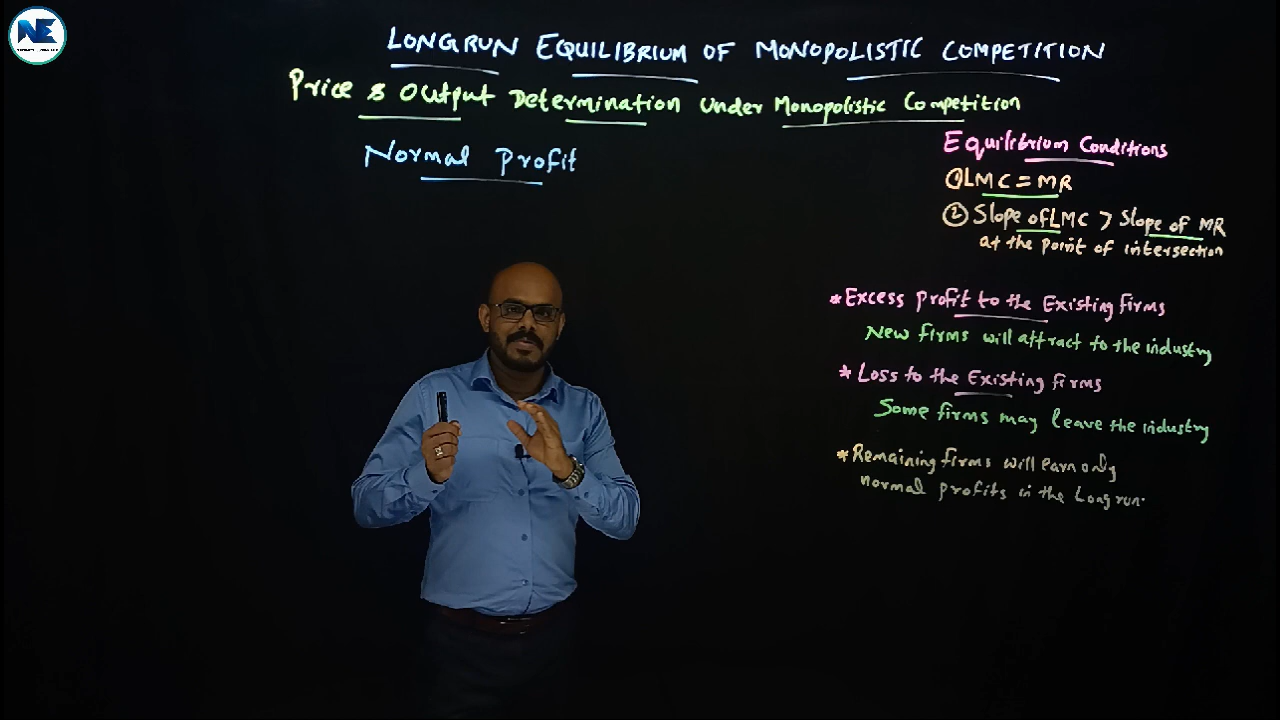 NE
LONGRUN EQUILIBRIUM OF MONOPOLISTIC COMPETITION
Price & Output Determination Under Monopolistic Competition
Normal Profit
Equilibrium Conditions
① LMC = MR
② Slope of LMC > Slope of MR
at the point of intersection
* Excess profit to the Existing firms
New firms will attract to the industry
* Loss to the Existing firms
Some firms may leave the industry
* Remaining firms will earn only
normal profits in the Long run.